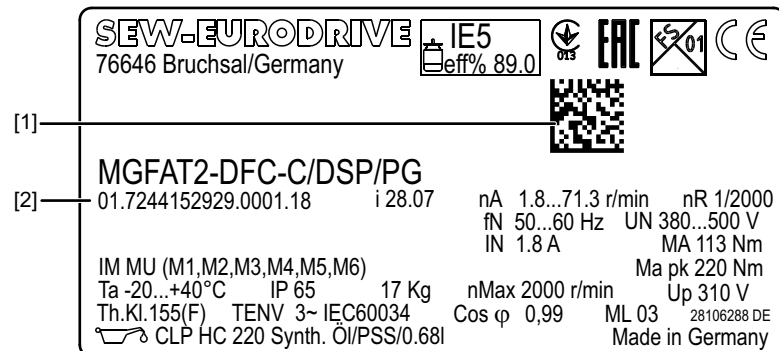 SEW-EURODRIVE
76646 Bruchsal/Germany
IE5
eff% 89.0
013
EAC
FS 01
CE
[1]
MGFAT2-DFC-C/DSP/PG
[2] 01.7244152929.0001.18 i 28.07 nA 1.8...71.3 r/min nR 1/2000
fN 50...60 Hz UN 380...500 V
IN 1.8 A MA 113 Nm
IM MU (M1,M2,M3,M4,M5,M6) Ma pk 220 Nm
Ta -20...+40°C IP 65 17 Kg nMax 2000 r/min Up 310 V
Th.Kl.155(F) TENV 3~ IEC60034 Cos φ 0,99 ML 03 28106288 DE
CLP HC 220 Synth. Öl/PSS/0.68l Made in Germany